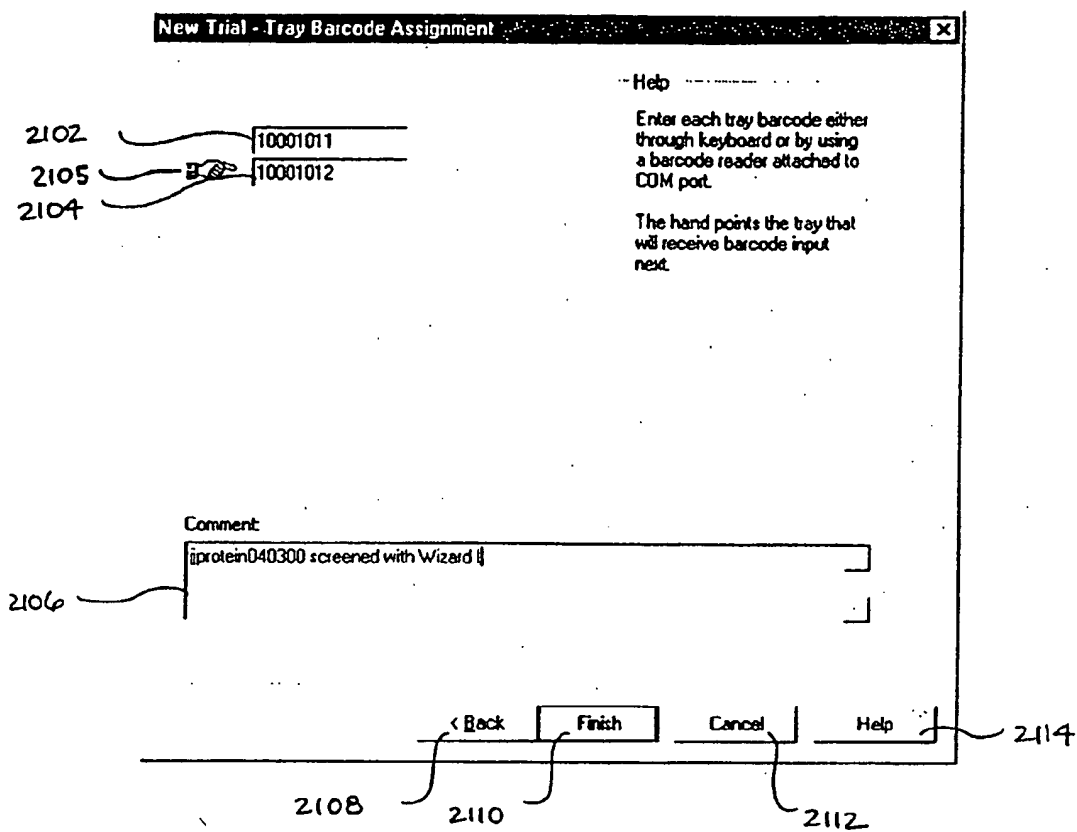 New Trial - Tray Barcode Assignment
Help
Enter each tray barcode either
through keyboard or by using
a barcode reader attached to
COM port.
The hand points the tray that
will receive barcode input
next.
2102
10001011
2105
10001012
2104
Comment:
jprotein040300 screened with Wizard I
2106
< Back
Finish
Cancel
Help
2114
2108
2110
2112